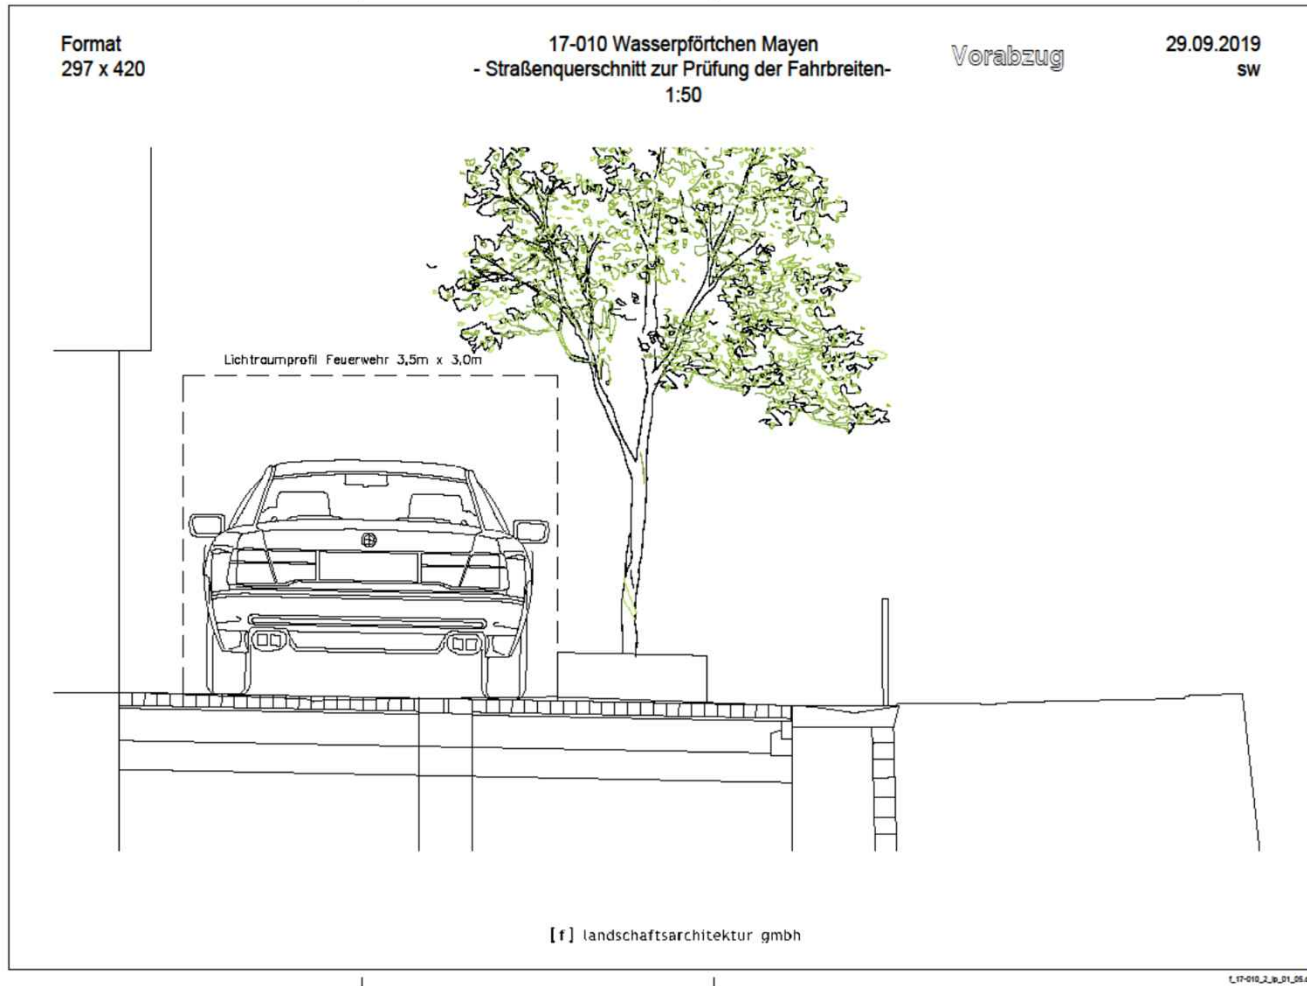 Format
297 x 420
17-010 Wasserpförtchen Mayen
- Straßenquerschnitt zur Prüfung der Fahrbreiten-
1:50
Vorabzug
29.09.2019
sw
Lichtraumprofil Feuerwehr 3,5m x 3,0m
[f] landschaftsarchitektur gmbh